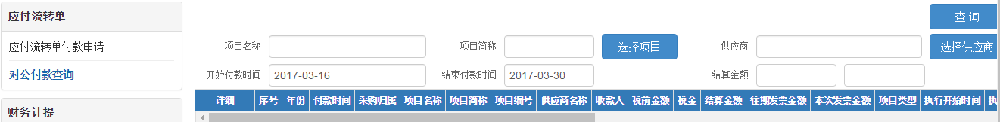 应付流转单
应付流转单付款申请
对公付款查询
财务计提
查 询
项目名称 项目简称 选择项目 供应商 选择供应商
开始付款时间 2017-03-16 结束付款时间 2017-03-30 结算金额 -
详细 序号 年份 付款时间 采购归属 项目名称 项目简称 项目编号 供应商名称 收款人 税前金额 税金 结算金额 往期发票金额 本次发票金额 项目类型 执行开始时间 执